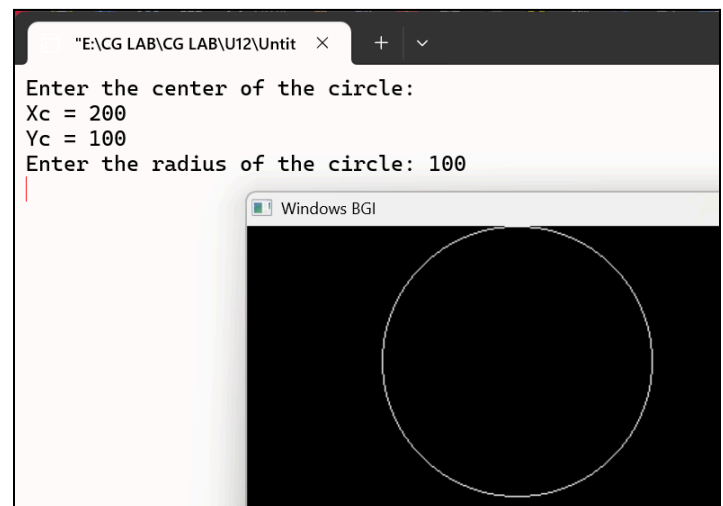 "E:\CG LAB\CG LAB\U12\Untit
Enter the center of the circle:
Xc = 200
Yc = 100
Enter the radius of the circle: 100
Windows BGI